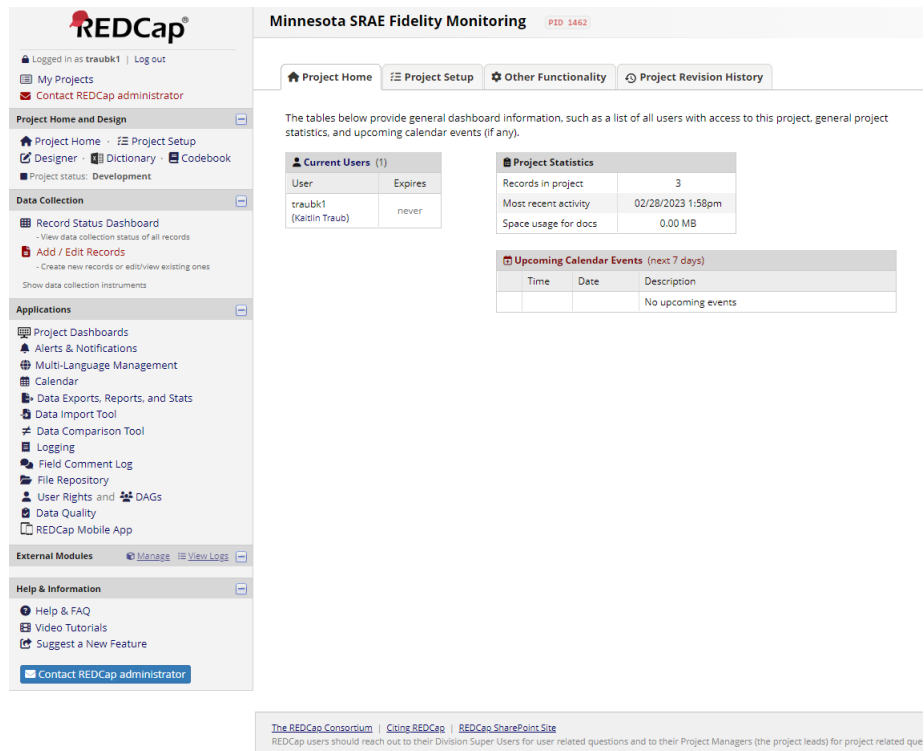 REDCap®
Logged in as traubk1 | Log out
My Projects
Contact REDCap administrator
Project Home and Design
Project Home · Project Setup
Designer · Dictionary · Codebook
Project status: Development
Data Collection
Record Status Dashboard
- View data collection status of all records
Add / Edit Records
- Create new records or edit/view existing ones
Show data collection instruments
Applications
Project Dashboards
Alerts & Notifications
Multi-Language Management
Calendar
Data Exports, Reports, and Stats
Data Import Tool
Data Comparison Tool
Logging
Field Comment Log
File Repository
User Rights and DAGs
Data Quality
REDCap Mobile App
External Modules Manage View Logs
Help & Information
Help & FAQ
Video Tutorials
Suggest a New Feature
Contact REDCap administrator
Minnesota SRAE Fidelity Monitoring PID 1462
Project Home Project Setup Other Functionality Project Revision History
The tables below provide general dashboard information, such as a list of all users with access to this project, general project
statistics, and upcoming calendar events (if any).
Current Users (1)
User Expires
traubk1
(Kaitlin Traub) never
Project Statistics
Records in project 3
Most recent activity 02/28/2023 1:58pm
Space usage for docs 0.00 MB
Upcoming Calendar Events (next 7 days)
Time Date Description
No upcoming events
The REDCap Consortium | Citing REDCap | REDCap SharePoint Site
REDCap users should reach out to their Division Super Users for user related questions and to their Project Managers (the project leads) for project related que